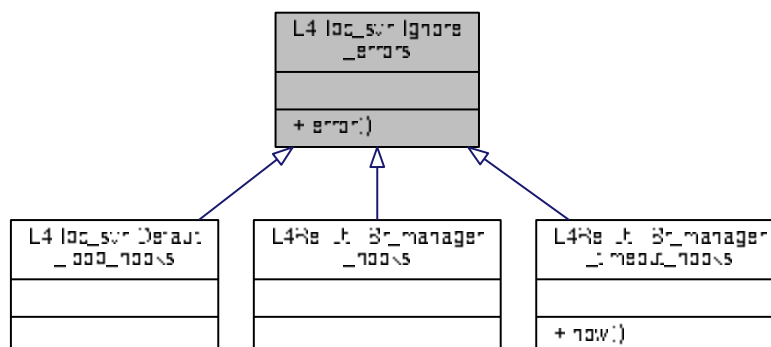 L4::Ipc_svr::Ignore
_errors
+ error()
L4::Ipc_svr::Default
_loop_hooks
L4Re::Util::Br_manager
_hooks
L4Re::Util::Br_manager
_timeout_hooks
+ now()